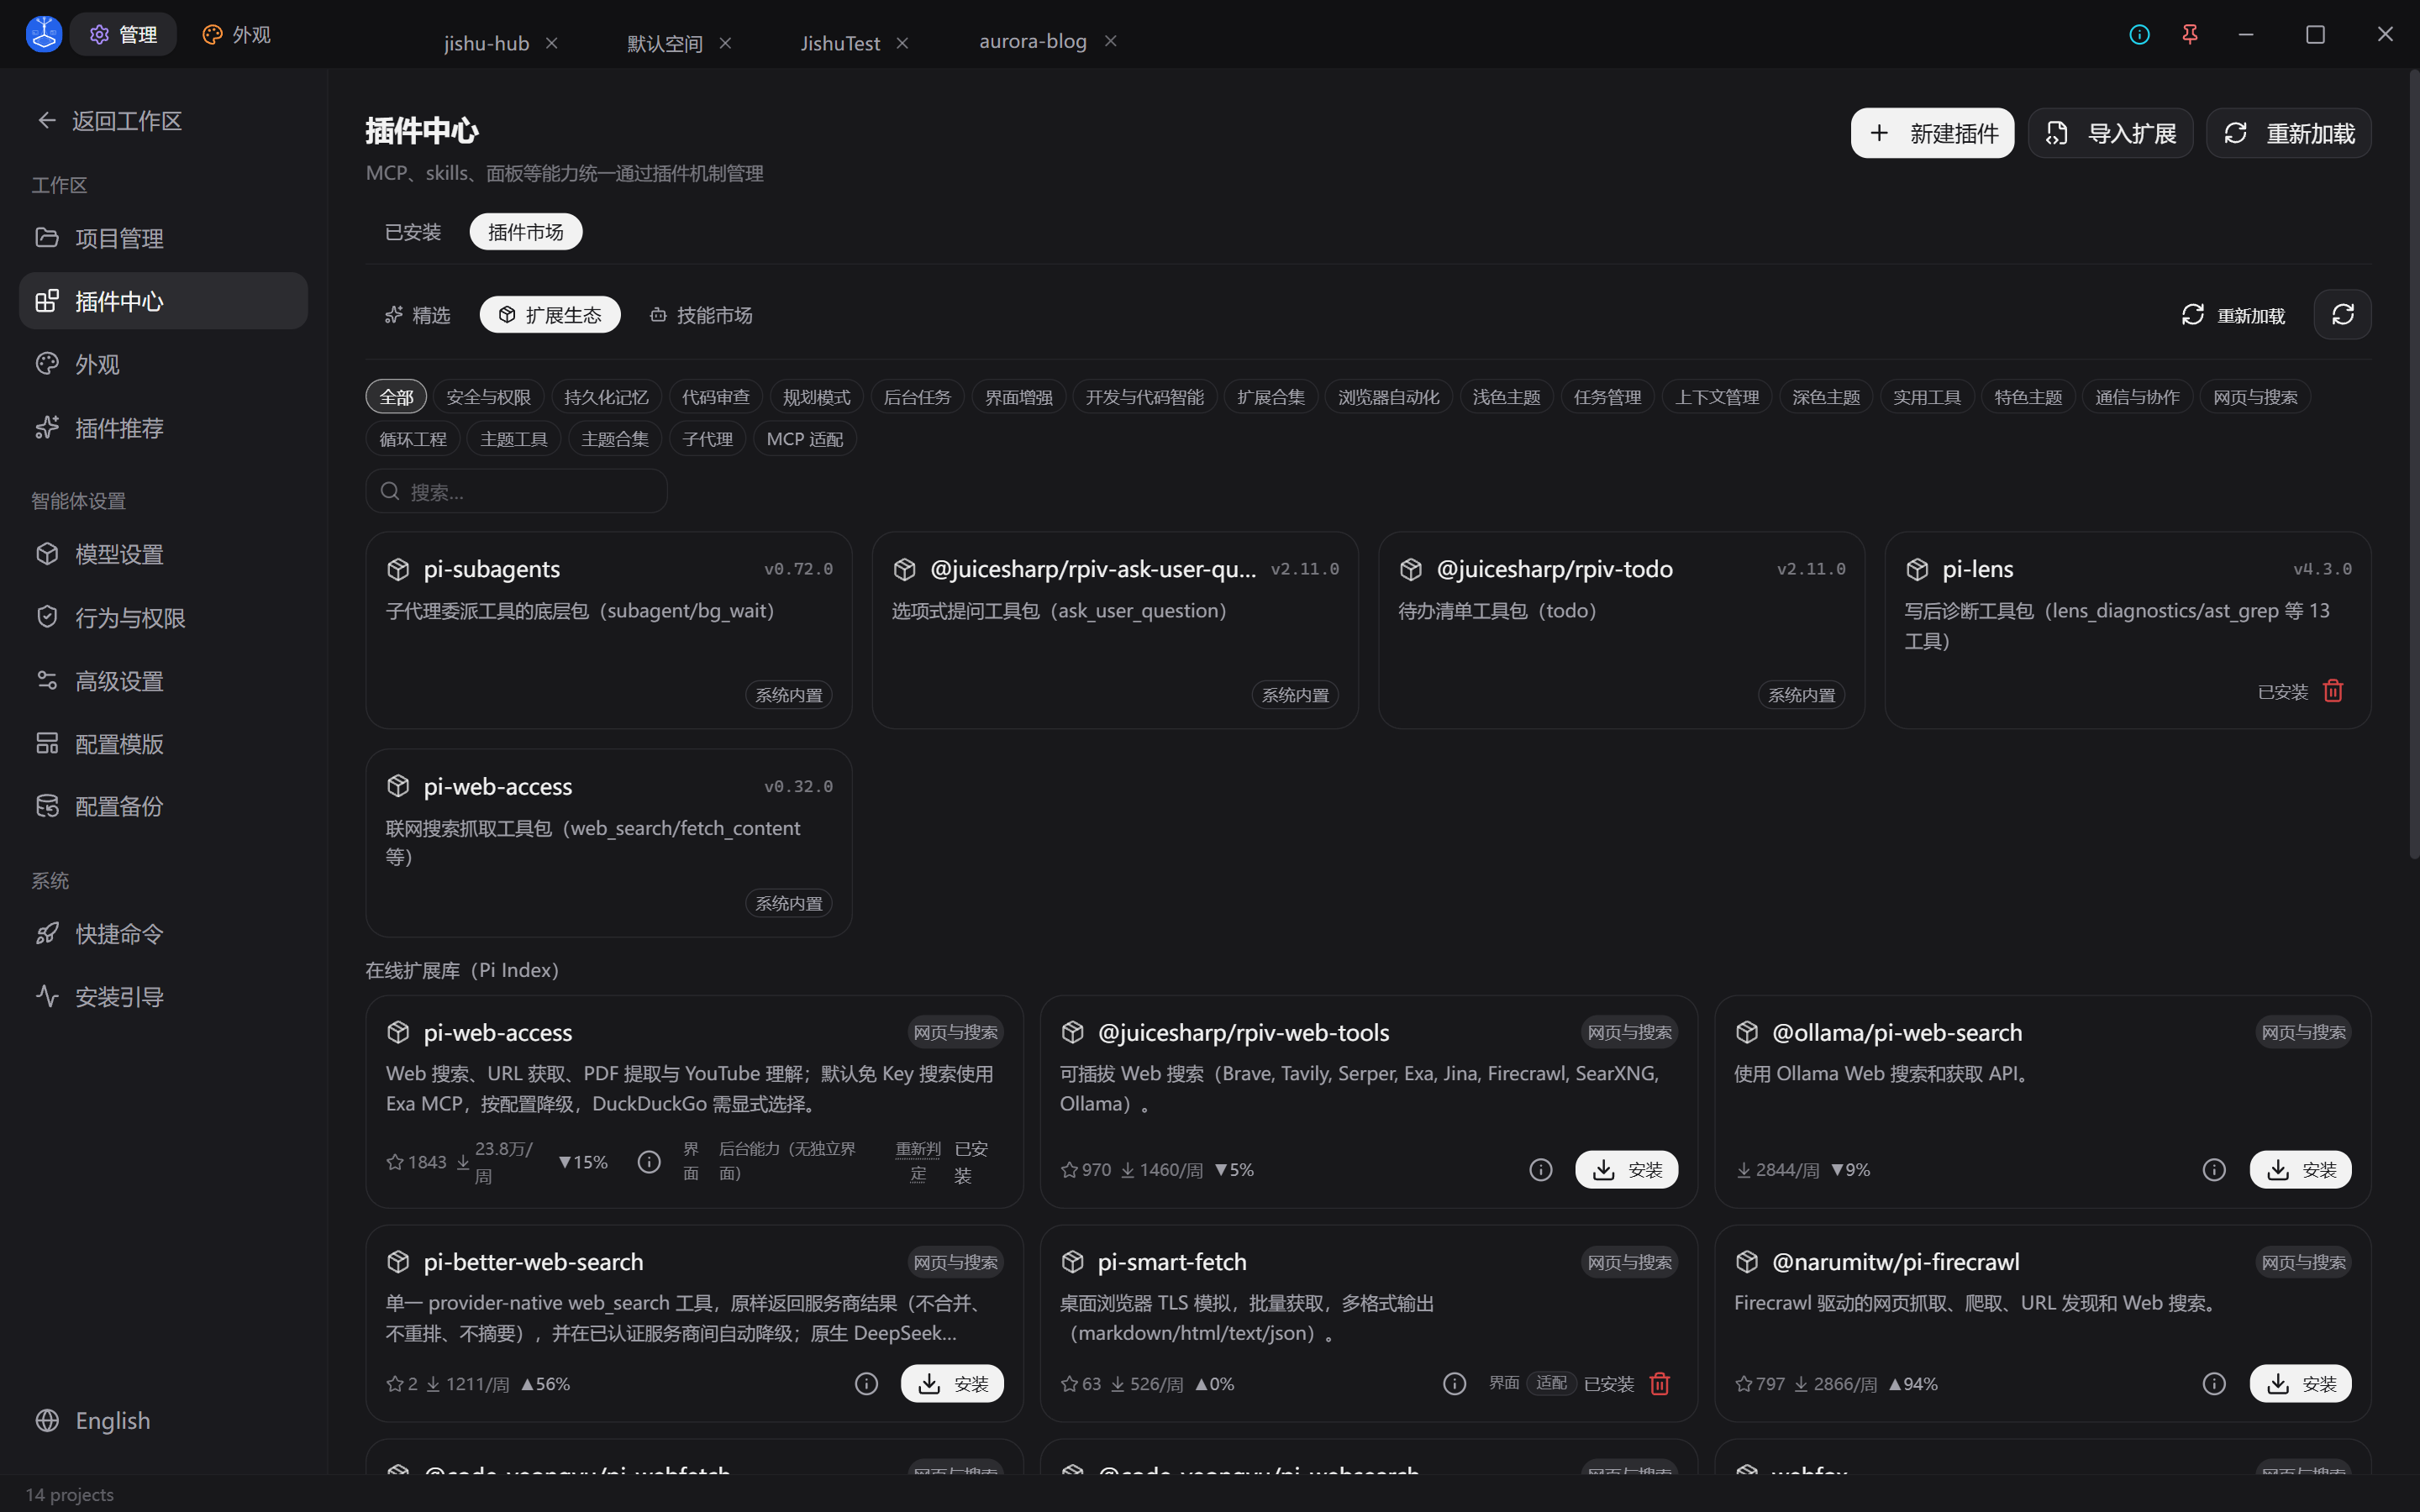 管理
外观
jishu-hub
默认空间
JishuTest
aurora-blog
返回工作区
工作区
项目管理
插件中心
外观
插件推荐
智能体设置
模型设置
行为与权限
高级设置
配置模版
配置备份
系统
快捷命令
安装引导
English
14 projects
插件中心
MCP、skills、面板等能力统一通过插件机制管理
新建插件
导入扩展
重新加载
已安装
插件市场
精选
扩展生态
技能市场
重新加载
全部 安全与权限 持久化记忆 代码审查 规划模式 后台任务 界面增强 开发与代码智能 扩展合集 浏览器自动化 浅色主题 任务管理 上下文管理 深色主题 实用工具 特色主题 通信与协作 网页与搜索
循环工程 主题工具 主题合集 子代理 MCP 适配
搜索...
pi-subagents v0.72.0
子代理委派工具的底层包（subagent/bg_wait）
系统内置
@juicesharp/rpiv-ask-user-qu... v2.11.0
选项式提问工具包（ask_user_question）
系统内置
@juicesharp/rpiv-todo v2.11.0
待办清单工具包（todo）
系统内置
pi-lens v4.3.0
写后诊断工具包（lens_diagnostics/ast_grep 等 13
工具）
已安装
pi-web-access v0.32.0
联网搜索抓取工具包（web_search/fetch_content
等）
系统内置
在线扩展库（Pi Index）
pi-web-access 网页与搜索
Web 搜索、URL 获取、PDF 提取与 YouTube 理解；默认免 Key 搜索使用
Exa MCP，按配置降级，DuckDuckGo 需显式选择。
1843 23.8万/周 ▼15% 界面 后台能力（无独立界面） 重新判定 已安装
@juicesharp/rpiv-web-tools 网页与搜索
可插拔 Web 搜索（Brave, Tavily, Serper, Exa, Jina, Firecrawl, SearXNG,
Ollama）。
970 1460/周 ▼5% 安装
@ollama/pi-web-search 网页与搜索
使用 Ollama Web 搜索和获取 API。
2844/周 ▼9% 安装
pi-better-web-search 网页与搜索
单一 provider-native web_search 工具，原样返回服务商结果（不合并、
不重排、不摘要），并在已认证服务商间自动降级；原生 DeepSeek...
2 1211/周 ▲56% 安装
pi-smart-fetch 网页与搜索
桌面浏览器 TLS 模拟，批量获取，多格式输出
（markdown/html/text/json）。
63 526/周 ▲0% 界面 适配 已安装
@narumitw/pi-firecrawl 网页与搜索
Firecrawl 驱动的网页抓取、爬取、URL 发现和 Web 搜索。
797 2866/周 ▲94% 安装
@code-yeongyu/pi-webfetch 网页与搜索
@code-yeongyu/pi-websearch 网页与搜索
webfox 网页与搜索